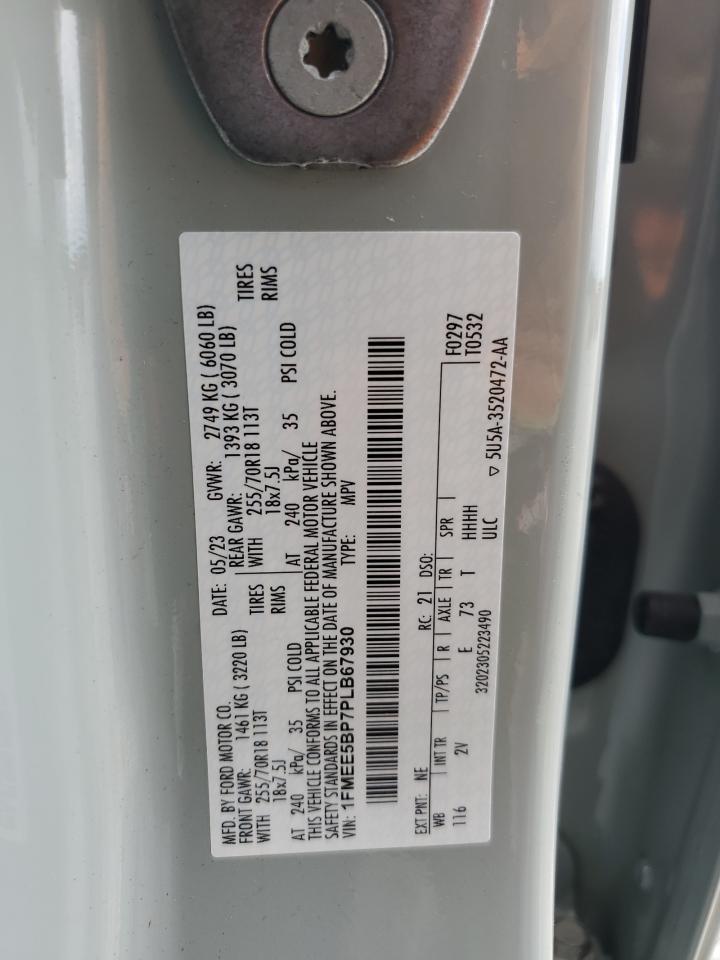 MFD. BY FORD MOTOR CO.
DATE: 05/23 GVWR: 2749 KG ( 6060 LB)
FRONT GAWR: 1461 KG ( 3220 LB) REAR GAWR: 1393 KG ( 3070 LB)
WITH 255/70R18 113T TIRES WITH 255/70R18 113T TIRES
18x7.5J RIMS 18x7.5J RIMS
AT 240 kPa/ 35 PSI COLD AT 240 kPa/ 35 PSI COLD
THIS VEHICLE CONFORMS TO ALL APPLICABLE FEDERAL MOTOR VEHICLE
SAFETY STANDARDS IN EFFECT ON THE DATE OF MANUFACTURE SHOWN ABOVE.
VIN: 1FMEE5BP7PLB67930 TYPE: MPV
F0297
T0532
EXT PNT: NE RC: 21 DSO:
WB INT TR TP/PS R AXLE TR SPR
116 2V E 73 T HHHH
3202305223490 ULC
▽ 5U5A-3520472-AA